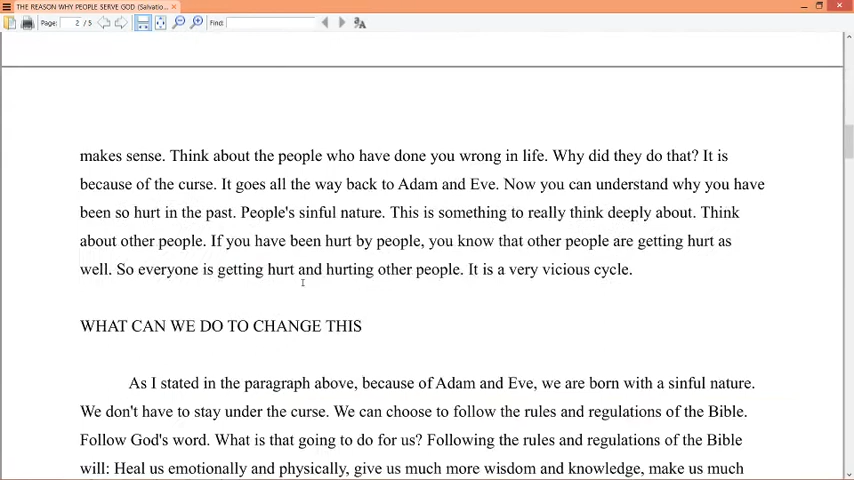 THE REASON WHY PEOPLE SERVE GOD (Salvatio...
Page: 2 / 5 Find:
makes sense. Think about the people who have done you wrong in life. Why did they do that? It is
because of the curse. It goes all the way back to Adam and Eve. Now you can understand why you have
been so hurt in the past. People's sinful nature. This is something to really think deeply about. Think
about other people. If you have been hurt by people, you know that other people are getting hurt as
well. So everyone is getting hurt and hurting other people. It is a very vicious cycle.
WHAT CAN WE DO TO CHANGE THIS
As I stated in the paragraph above, because of Adam and Eve, we are born with a sinful nature.
We don't have to stay under the curse. We can choose to follow the rules and regulations of the Bible.
Follow God's word. What is that going to do for us? Following the rules and regulations of the Bible
will: Heal us emotionally and physically, give us much more wisdom and knowledge, make us much